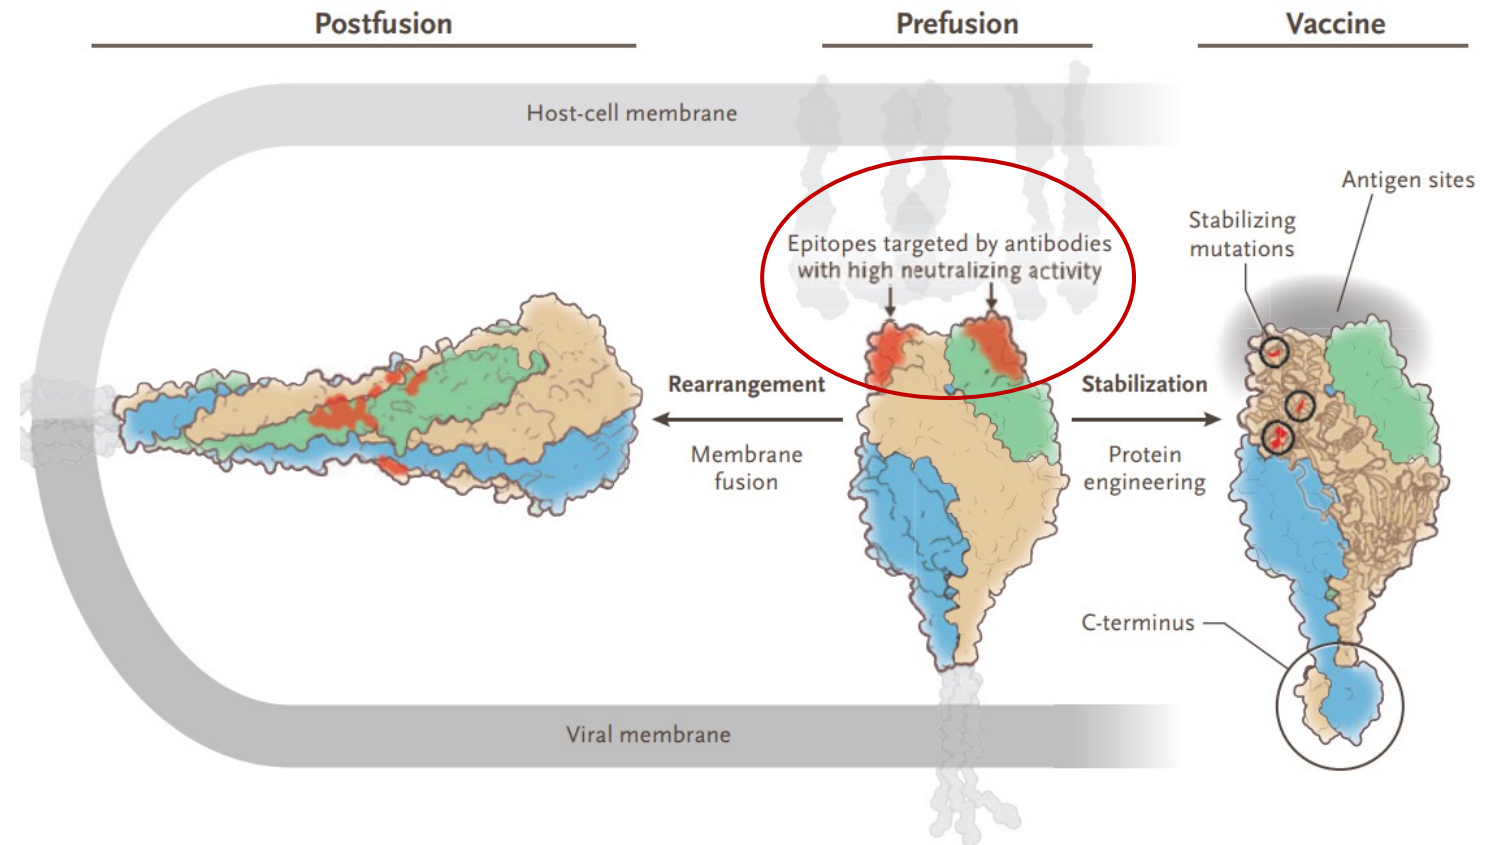 Postfusion
Prefusion
Vaccine
Host-cell membrane
Antigen sites
Stabilizing
mutations
Epitopes targeted by antibodies
with high neutralizing activity
Rearrangement
Membrane
fusion
Stabilization
Protein
engineering
C-terminus
Viral membrane